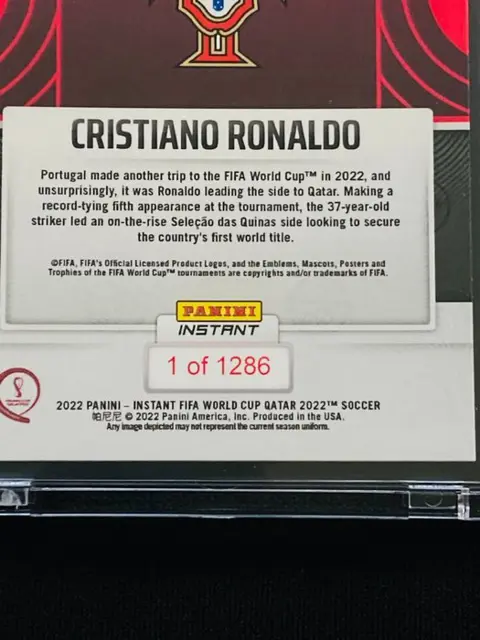 CRISTIANO RONALDO
Portugal made another trip to the FIFA World Cup™ in 2022, and
unsurprisingly, it was Ronaldo leading the side to Qatar. Making a
record-tying fifth appearance at the tournament, the 37-year-old
striker led an on-the-rise Seleção das Quinas side looking to secure
the country's first world title.
©FIFA, FIFA's Official Licensed Product Logos, and the Emblems, Mascots, Posters and
Trophies of the FIFA World Cup™ tournaments are copyrights and/or trademarks of FIFA.
PANINI
INSTANT
1 of 1286
2022 PANINI – INSTANT FIFA WORLD CUP QATAR 2022™ SOCCER
帕尼尼 © 2022 Panini America, Inc. Produced in the USA.
Any image depicted may not represent the current season uniform.